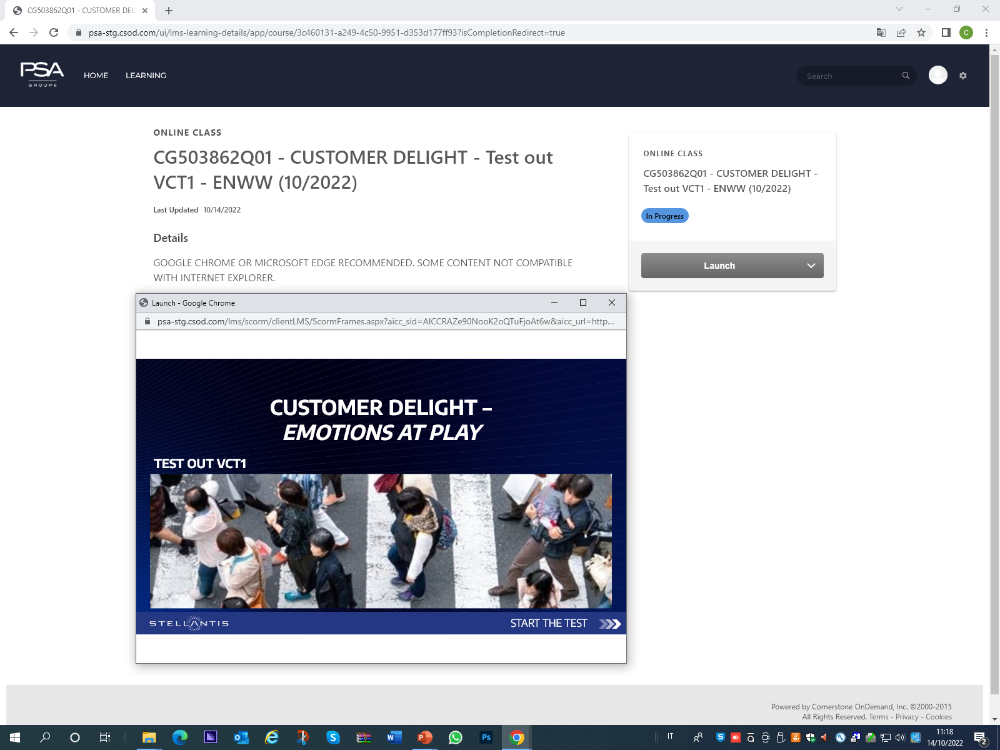 CG503862Q01 - CUSTOMER DELI
psa-stg.csod.com/ui/lms-learning-details/app/course/3c460131-a249-4c50-9951-d353d177ff93?isCompletionRedirect=true
C
PSA
GROUPE
HOME
LEARNING
Search
ONLINE CLASS
CG503862Q01 - CUSTOMER DELIGHT - Test out
VCT1 - ENWW (10/2022)
Last Updated 10/14/2022
Details
GOOGLE CHROME OR MICROSOFT EDGE RECOMMENDED. SOME CONTENT NOT COMPATIBLE
WITH INTERNET EXPLORER.
ONLINE CLASS
CG503862Q01 - CUSTOMER DELIGHT -
Test out VCT1 - ENWW (10/2022)
In Progress
Launch
Launch - Google Chrome
psa-stg.csod.com/lms/scorm/clientLMS/ScormFrames.aspx?aicc_sid=AICCRAZe90NooK2oQTuFjoAt6w&aicc_url=http...
CUSTOMER DELIGHT –
EMOTIONS AT PLAY
TEST OUT VCT1
STELLANTIS
START THE TEST
Powered by Cornerstone OnDemand, Inc. ©2000-2015
All Rights Reserved. Terms - Privacy - Cookies
IT
11:18
14/10/2022
2